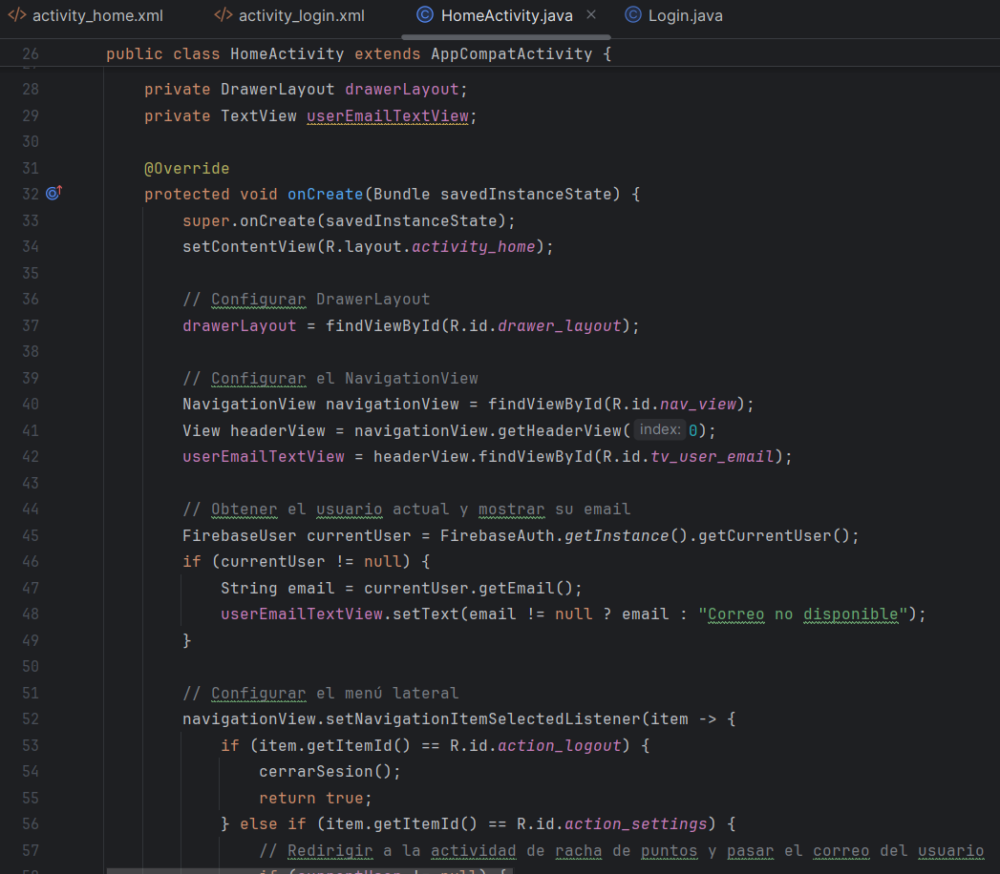 activity_home.xml activity_login.xml HomeActivity.java Login.java
26 public class HomeActivity extends AppCompatActivity {
28 private DrawerLayout drawerLayout;
29 private TextView userEmailTextView;
30
31 @Override
32 protected void onCreate(Bundle savedInstanceState) {
33 super.onCreate(savedInstanceState);
34 setContentView(R.layout.activity_home);
35
36 // Configurar DrawerLayout
37 drawerLayout = findViewById(R.id.drawer_layout);
38
39 // Configurar el NavigationView
40 NavigationView navigationView = findViewById(R.id.nav_view);
41 View headerView = navigationView.getHeaderView( index: 0);
42 userEmailTextView = headerView.findViewById(R.id.tv_user_email);
43
44 // Obtener el usuario actual y mostrar su email
45 FirebaseUser currentUser = FirebaseAuth.getInstance().getCurrentUser();
46 if (currentUser != null) {
47 String email = currentUser.getEmail();
48 userEmailTextView.setText(email != null ? email : "Correo no disponible");
49 }
50
51 // Configurar el menú lateral
52 navigationView.setNavigationItemSelectedListener(item -> {
53 if (item.getItemId() == R.id.action_logout) {
54 cerrarSesion();
55 return true;
56 } else if (item.getItemId() == R.id.action_settings) {
57 // Redirigir a la actividad de racha de puntos y pasar el correo del usuario